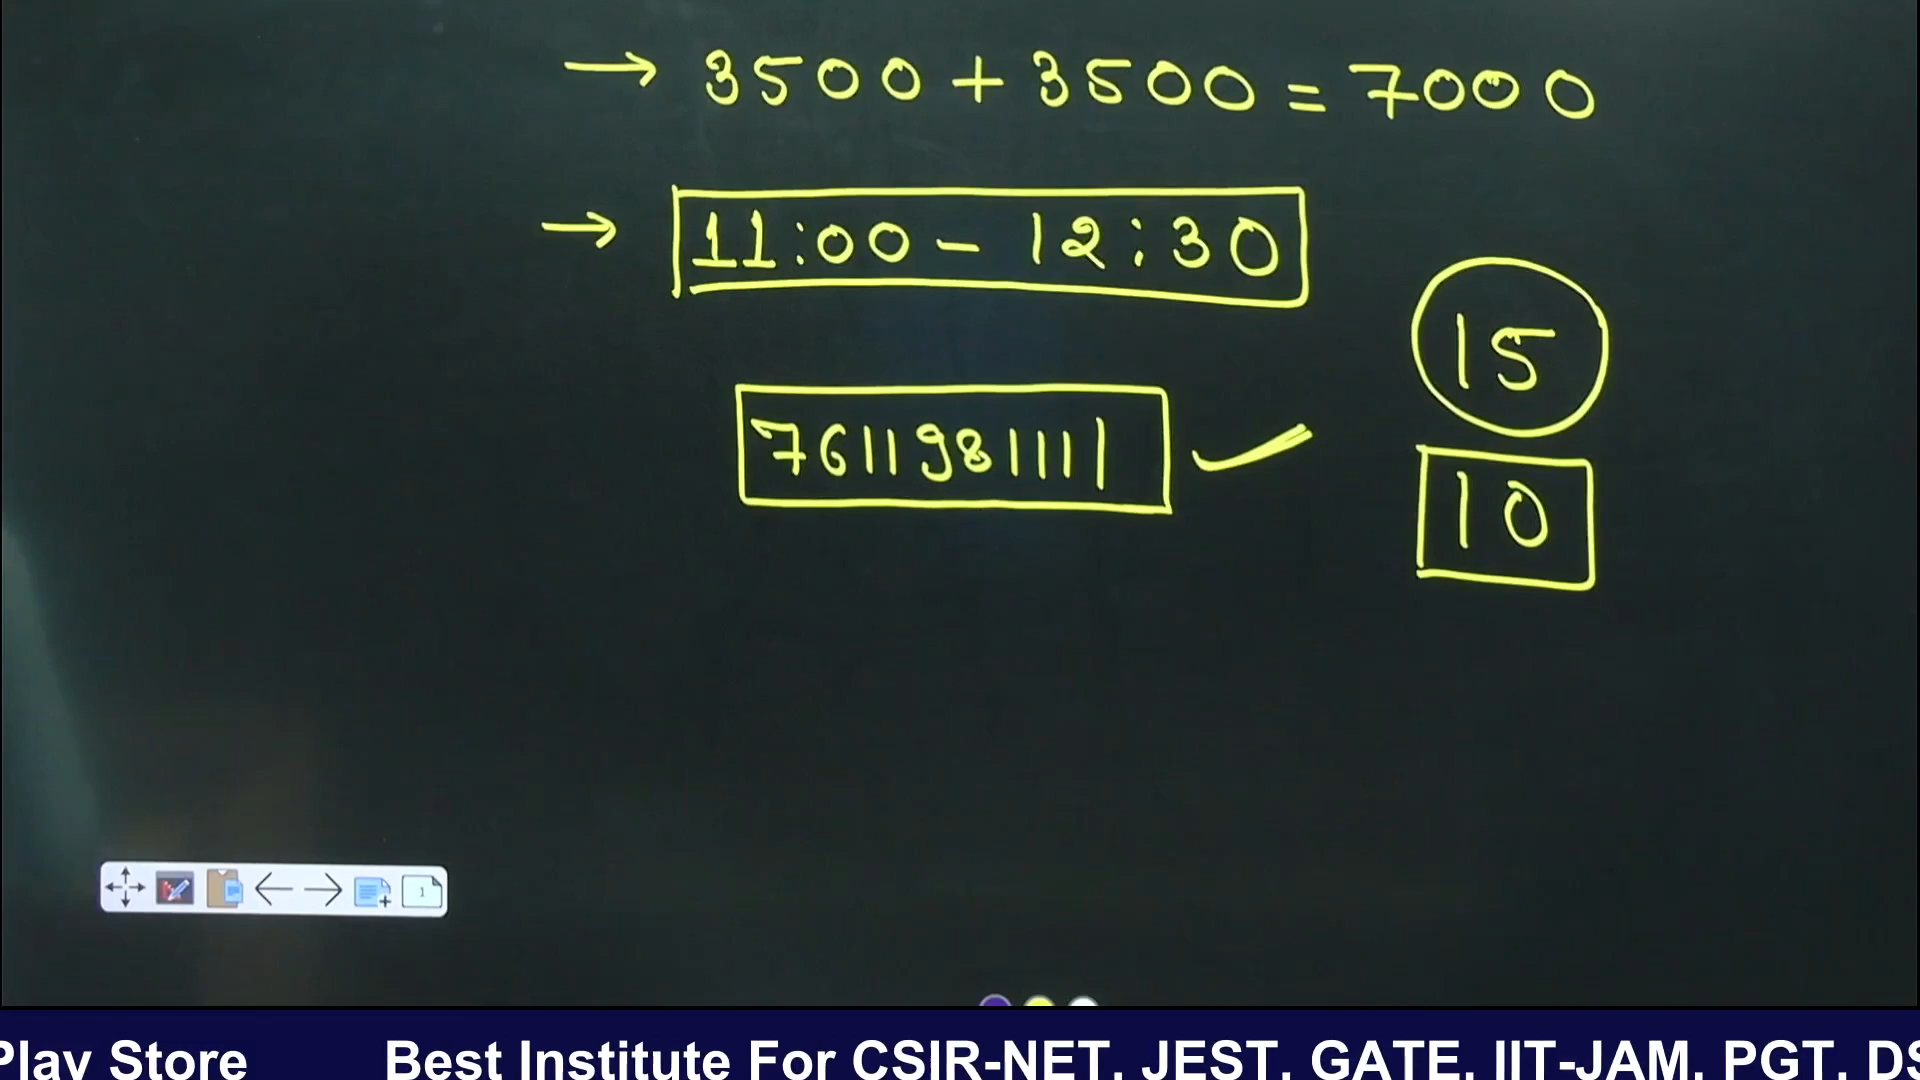 → 3500 + 3500 = 7000
→ 11:00 - 12:30
15
7611981111 ✓
10
1
Play Store Best Institute For CSIR-NET, JEST, GATE, IIT-JAM, PGT, DS